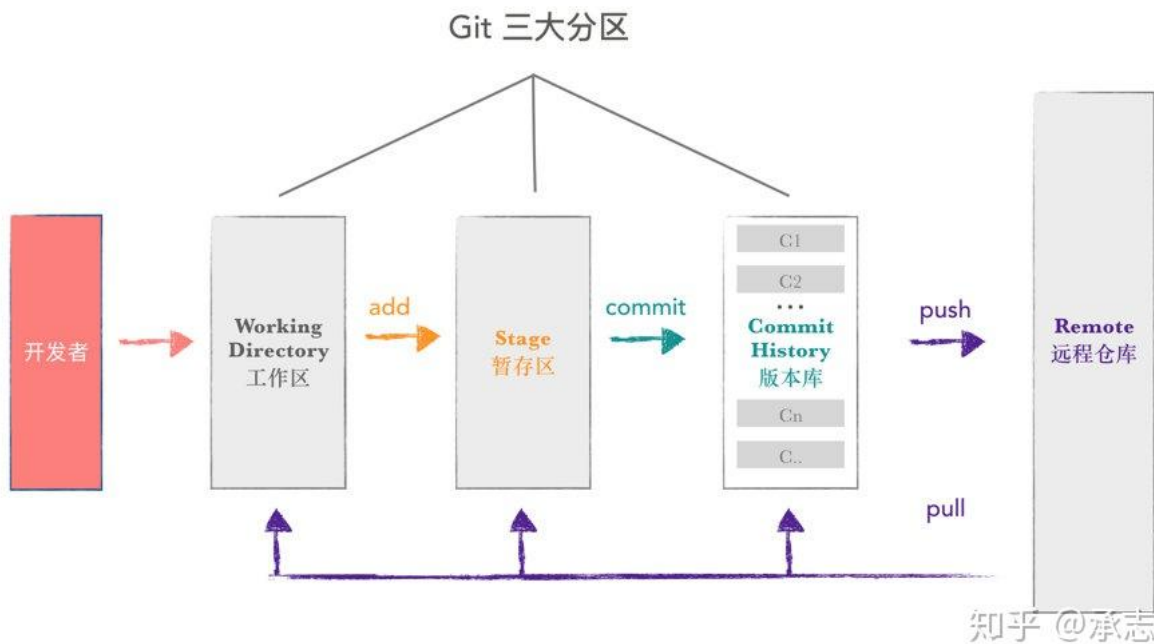 Git 三大分区
开发者
Working
Directory
工作区
add
Stage
暂存区
commit
C1
C2
...
Commit
History
版本库
Cn
C..
push
Remote
远程仓库
pull
知乎 @承志